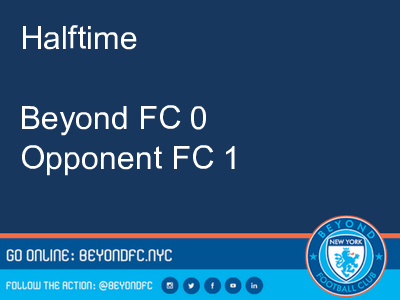 Halftime
Beyond FC 0
Opponent FC 1
GO ONLINE: BEYONDFC.NYC
FOLLOW THE ACTION: @BEYONDFC
BEYOND
NEW YORK
FOOTBALL CLUB